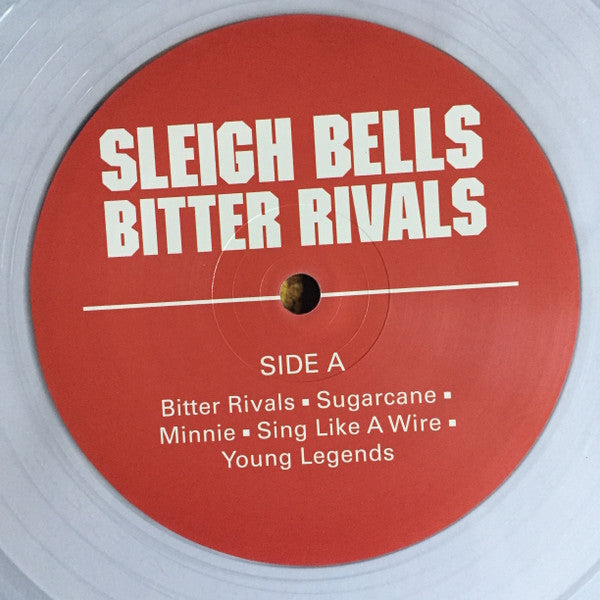 SLEIGH BELLS
BITTER RIVALS
SIDE A
Bitter Rivals ▪ Sugarcane ▪
Minnie ▪ Sing Like A Wire ▪
Young Legends